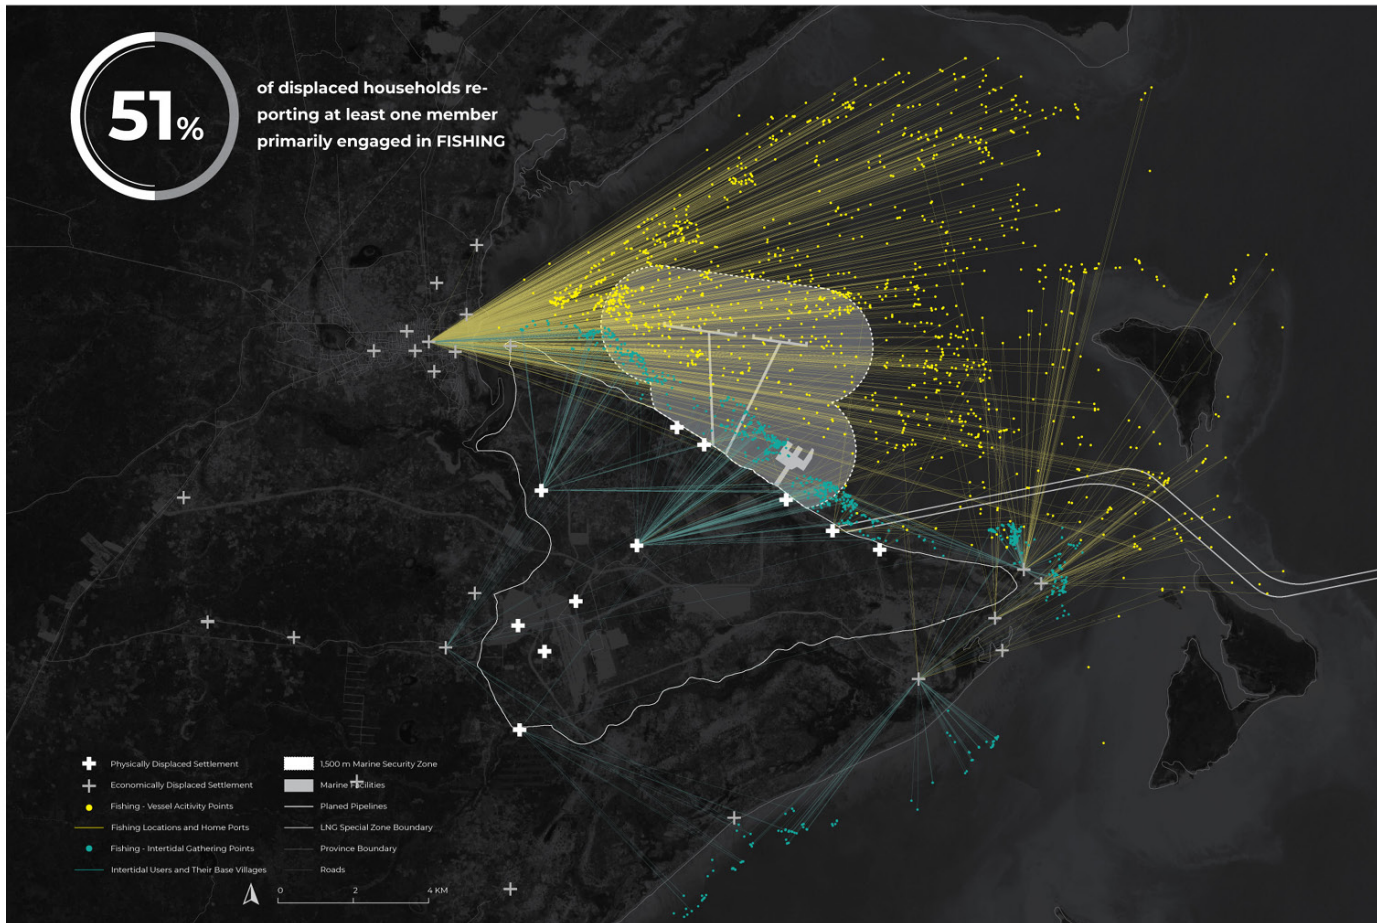 51%
of displaced households re-
porting at least one member
primarily engaged in FISHING
Physically Displaced Settlement
Economically Displaced Settlement
Fishing - Vessel Acitivity Points
Fishing Locations and Home Ports
Fishing - Intertidal Gathering Points
Intertidal Users and Their Base Villages
1,500 m Marine Security Zone
Marine Facilities
Planed Pipelines
LNG Special Zone Boundary
Province Boundary
Roads
0 2 4 KM